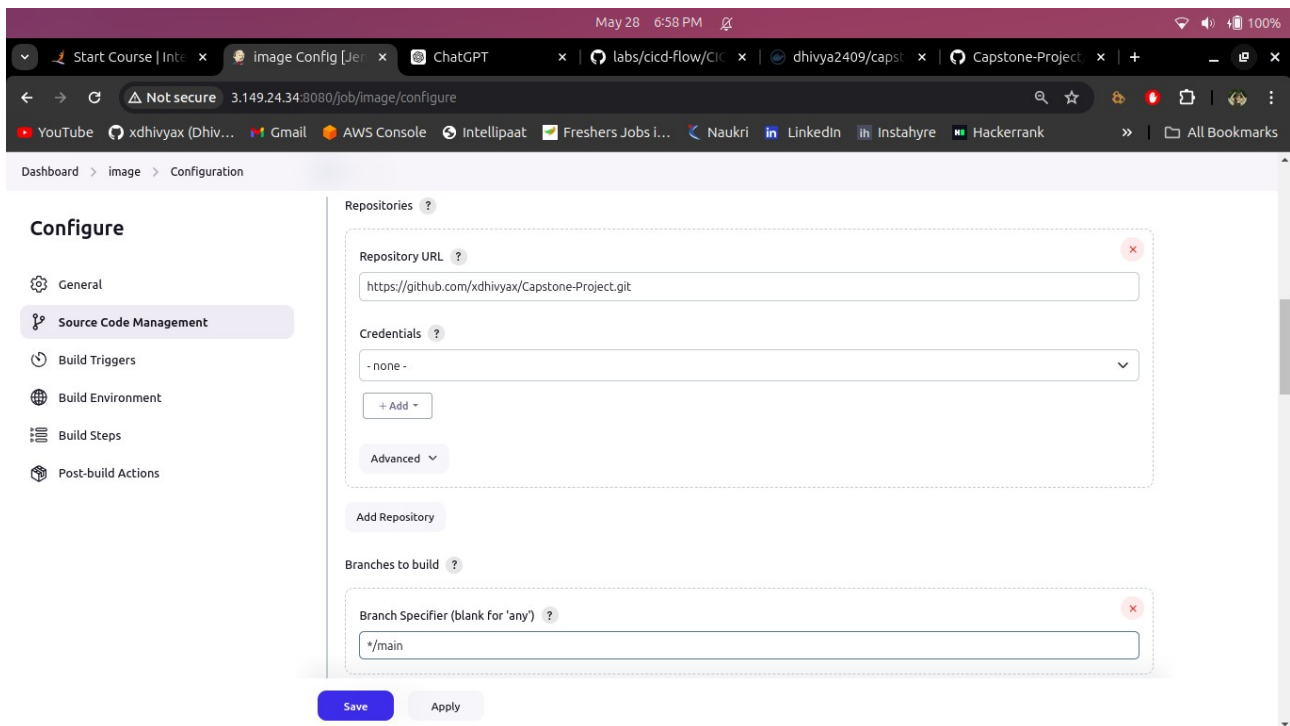 May 28 6:58 PM
100%
Start Course | Inte
image Config [Jen
ChatGPT
labs/cicd-flow/CIC
dhivya2409/capst
Capstone-Project
Not secure 3.149.24.34:8080/job/image/configure
YouTube xdhivyax (Dhiv... Gmail AWS Console Intellipaat Freshers Jobs i... Naukri LinkedIn Instahyre Hackerrank » All Bookmarks
Dashboard > image > Configuration
Configure
General
Source Code Management
Build Triggers
Build Environment
Build Steps
Post-build Actions
Repositories ?
Repository URL ?
https://github.com/xdhivyax/Capstone-Project.git
Credentials ?
- none -
+ Add
Advanced
Add Repository
Branches to build ?
Branch Specifier (blank for 'any') ?
*/main
Save Apply